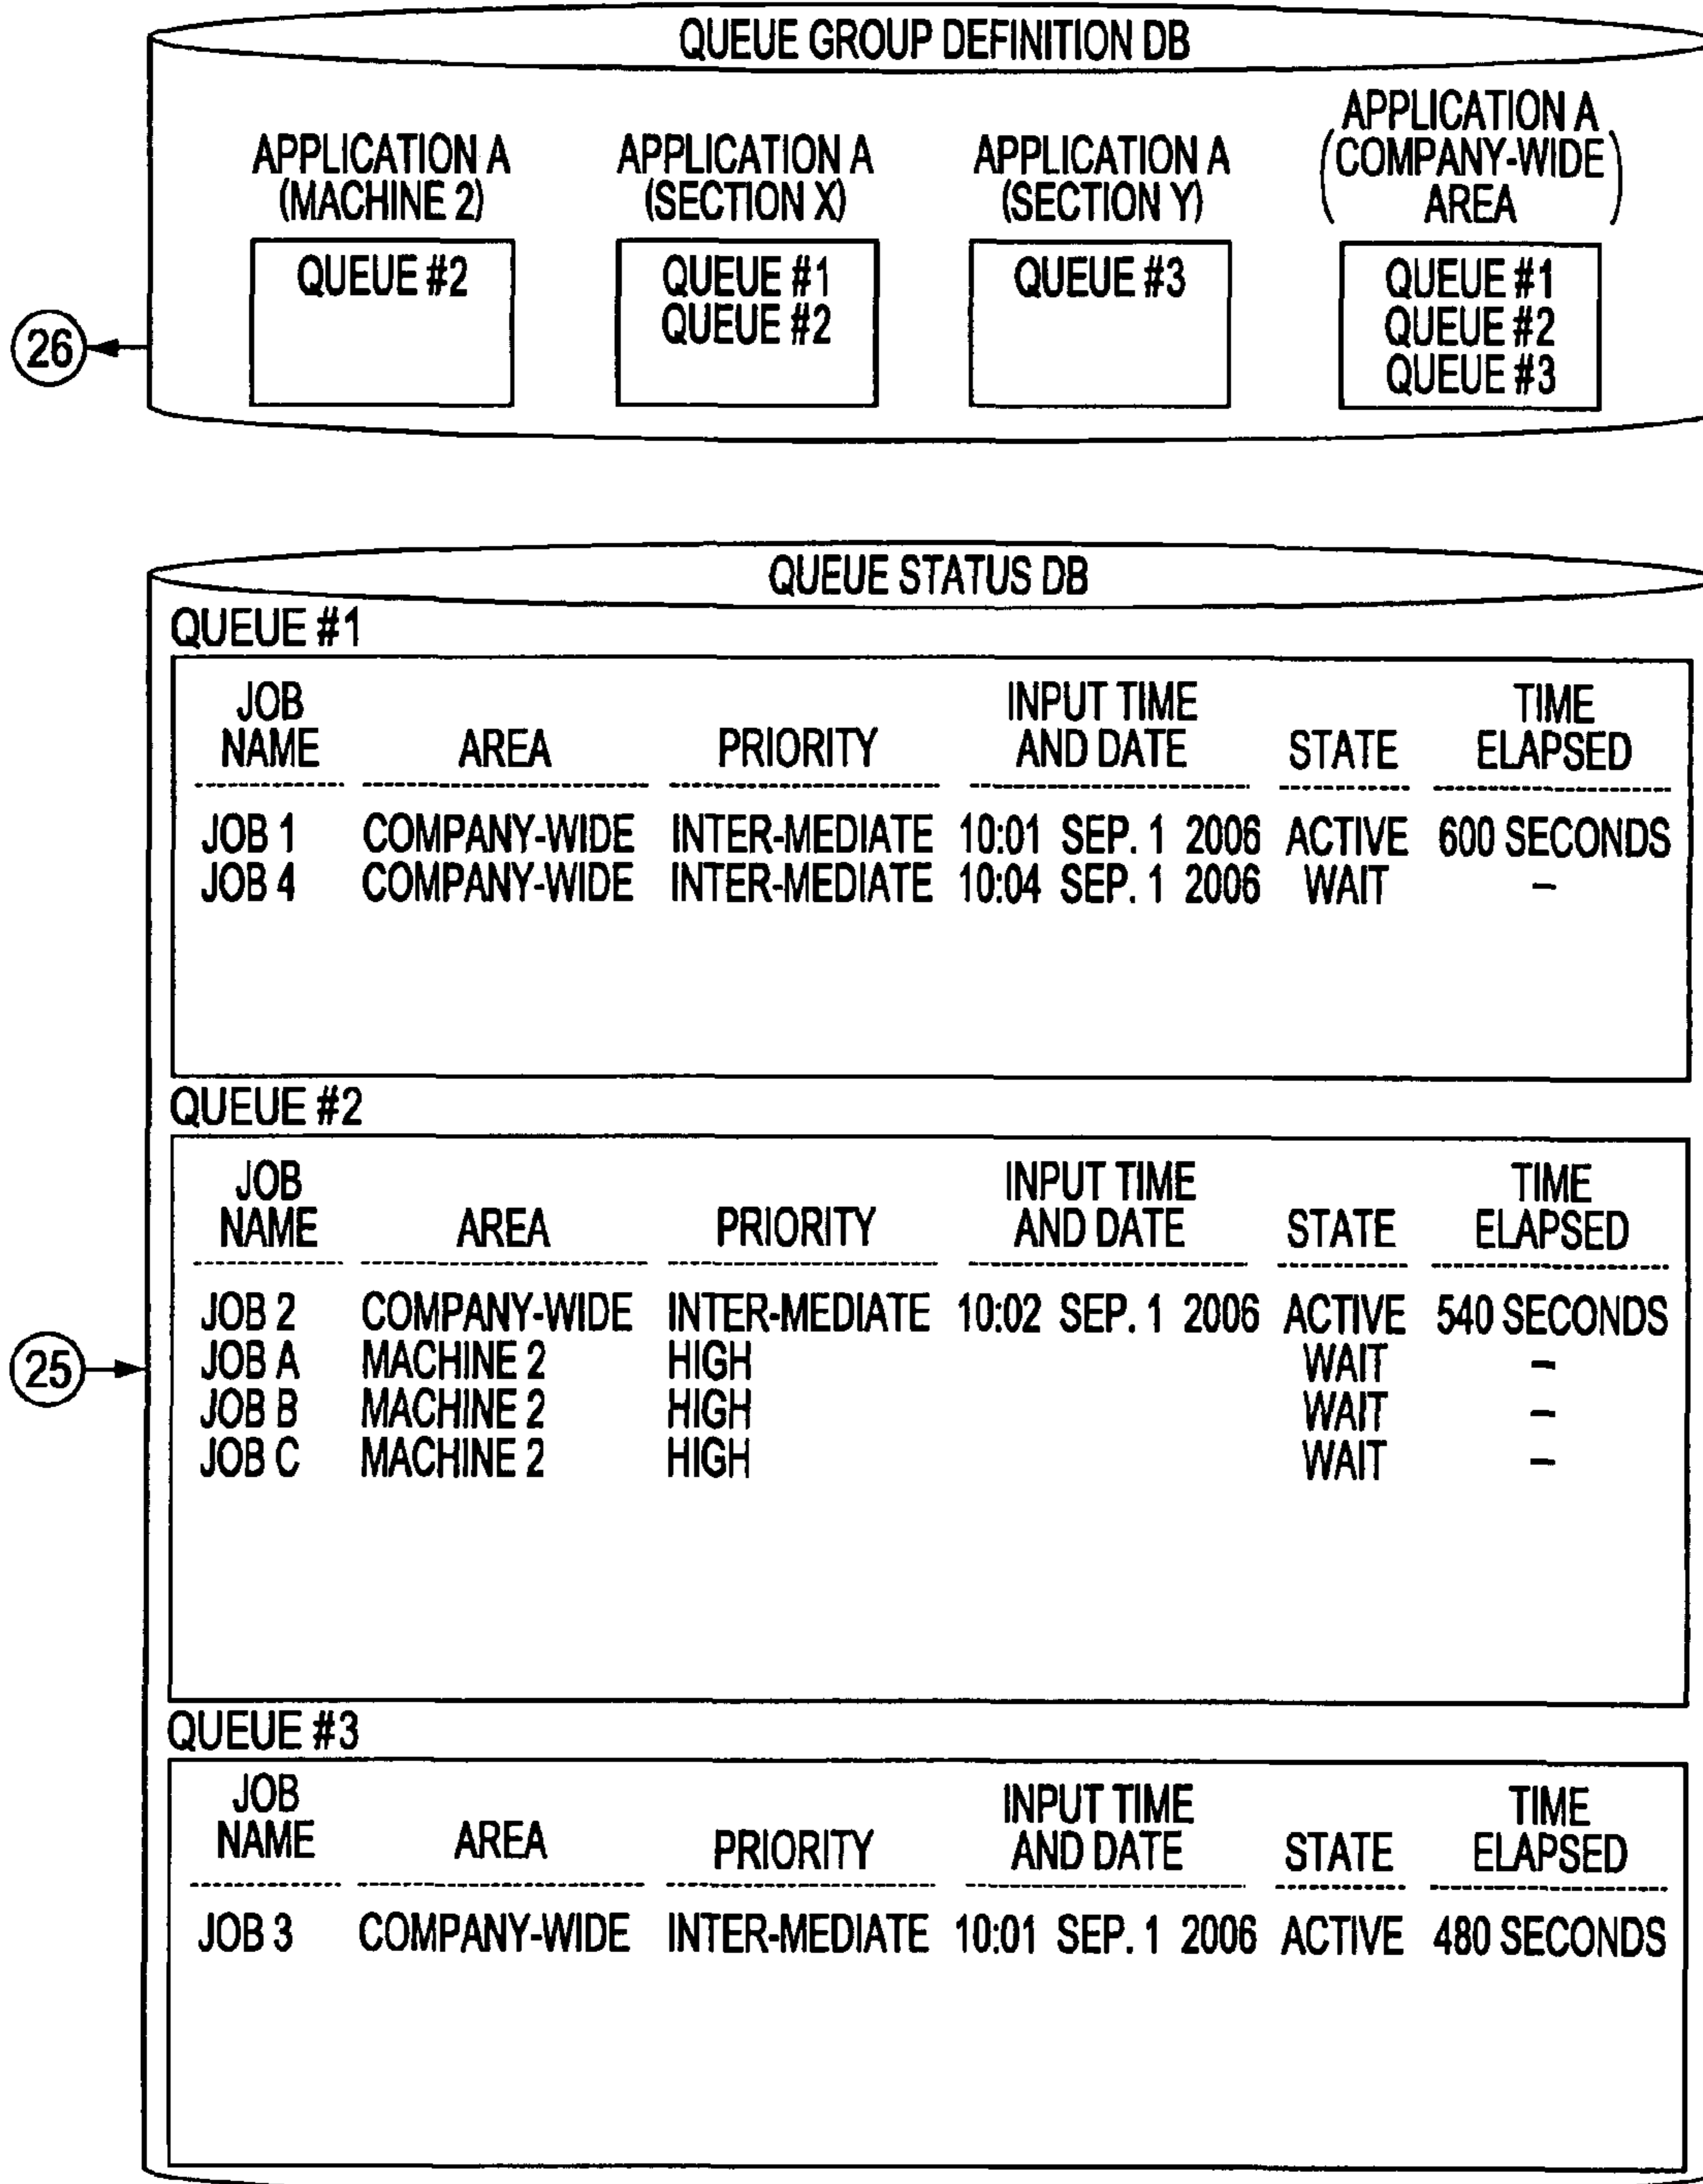 QUEUE GROUP DEFINITION DB
APPLICATION A
(MACHINE 2)
QUEUE #2
APPLICATION A
(SECTION X)
QUEUE #1
QUEUE #2
APPLICATION A
(SECTION Y)
QUEUE #3
APPLICATION A
(COMPANY-WIDE
AREA)
QUEUE #1
QUEUE #2
QUEUE #3
26
QUEUE STATUS DB
QUEUE #1
JOB NAME AREA PRIORITY INPUT TIME AND DATE STATE TIME ELAPSED
JOB 1 COMPANY-WIDE INTER-MEDIATE 10:01 SEP. 1 2006 ACTIVE 600 SECONDS
JOB 4 COMPANY-WIDE INTER-MEDIATE 10:04 SEP. 1 2006 WAIT –
QUEUE #2
JOB NAME AREA PRIORITY INPUT TIME AND DATE STATE TIME ELAPSED
JOB 2 COMPANY-WIDE INTER-MEDIATE 10:02 SEP. 1 2006 ACTIVE 540 SECONDS
JOB A MACHINE 2 HIGH WAIT –
JOB B MACHINE 2 HIGH WAIT –
JOB C MACHINE 2 HIGH WAIT –
25
QUEUE #3
JOB NAME AREA PRIORITY INPUT TIME AND DATE STATE TIME ELAPSED
JOB 3 COMPANY-WIDE INTER-MEDIATE 10:01 SEP. 1 2006 ACTIVE 480 SECONDS